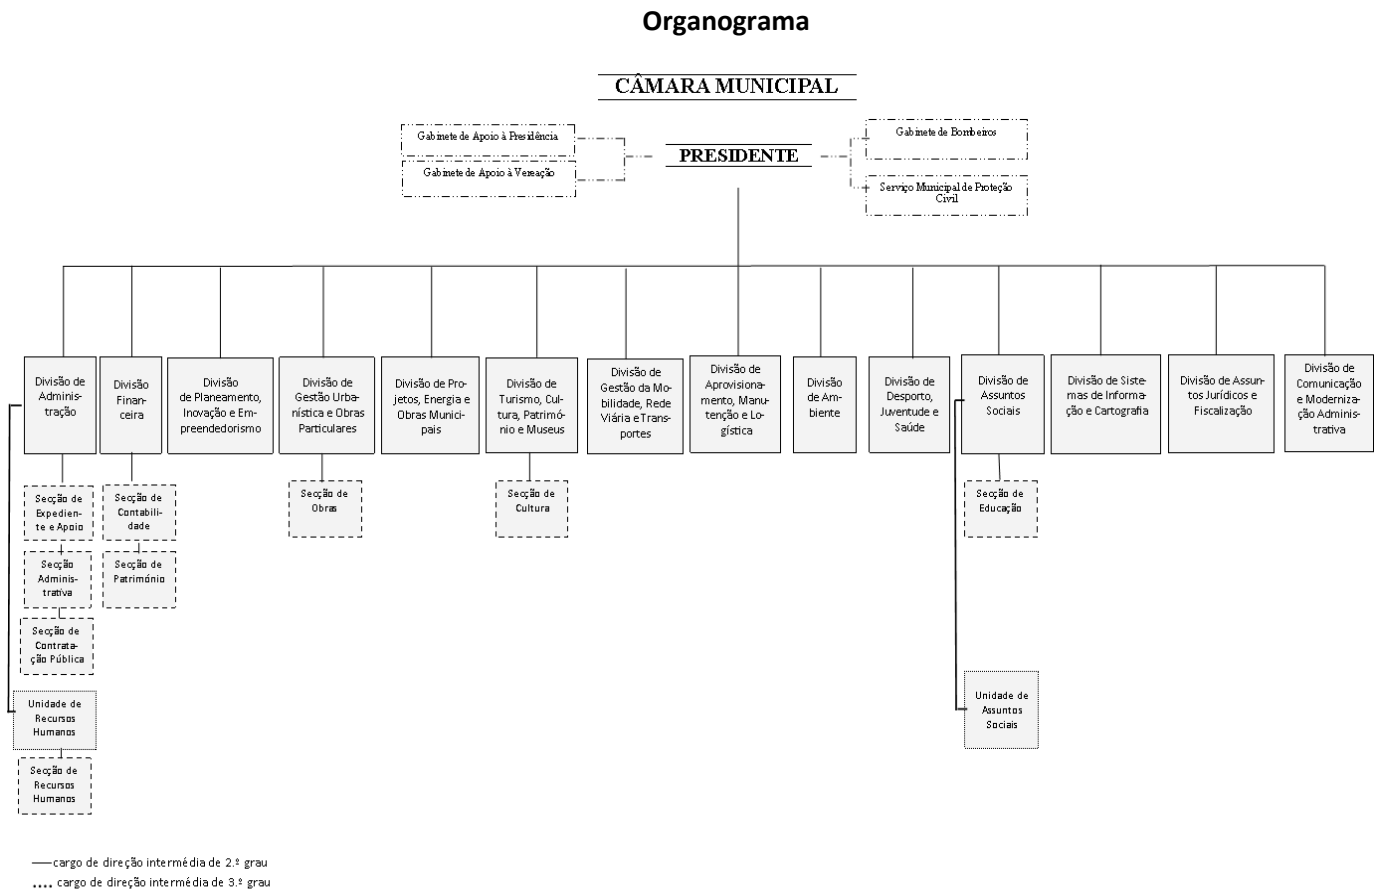 Organograma
CÂMARA MUNICIPAL
Gabinete de Apoio à Presidência
Gabinete de Apoio à Vereação
PRESIDENTE
Gabinete de Bombeiros
Serviço Municipal de Proteção
Civil
Divisão de
Adminis-
tração
Divisão
Finan-
ceira
Divisão
de Planeamento,
Inovação e Em-
preendedorismo
Divisão de
Gestão Urba-
nística e Obras
Particulares
Divisão de Pro-
jetos, Energia e
Obras Munici-
pais
Divisão de
Turismo, Cul-
tura, Patrimó-
nio e Museus
Divisão de
Gestão da Mo-
bilidade, Rede
Viária e Trans-
portes
Divisão de
Aprovisiona-
mento, Manu-
tenção e Lo-
gística
Divisão
de Am-
biente
Divisão de
Desporto,
Juventude e
Saúde
Divisão de
Assuntos
Sociais
Divisão de Siste-
mas de Informa-
ção e Cartografia
Divisão de Assun-
tos Jurídicos e
Fiscalização
Divisão de
Comunicação
e Moderniza-
ção Adminis-
trativa
Secção de
Expedien-
te e Apoio
Secção
Adminis-
trativa
Secção de
Contrata-
ção Pública
Unidade de
Recursos
Humanos
Secção de
Recursos
Humanos
Secção de
Contabili-
dade
Secção de
Património
Secção de
Obras
Secção de
Cultura
Secção de
Educação
Unidade de
Assuntos
Sociais
cargo de direção intermédia de 2.º grau
.... cargo de direção intermédia de 3.º grau